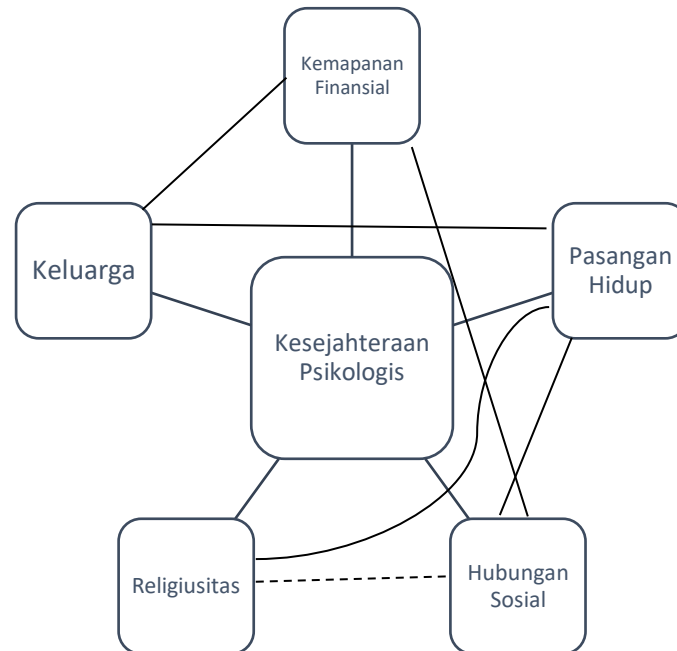 Kemapanan
Finansial
Keluarga
Pasangan
Hidup
Kesejahteraan
Psikologis
Religiusitas
Hubungan
Sosial